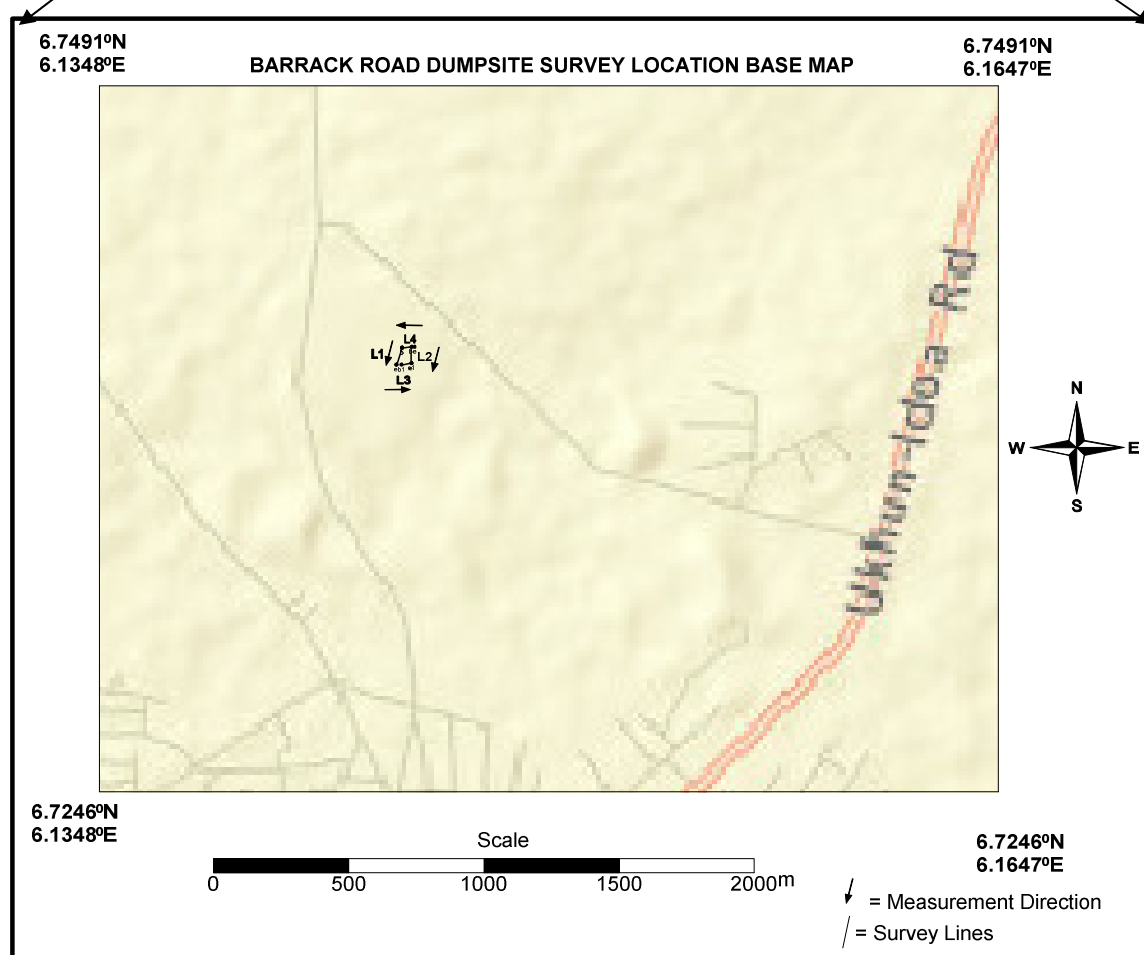 6.7491⁰N
6.1348⁰E
BARRACK ROAD DUMPSITE SURVEY LOCATION BASE MAP
6.7491⁰N
6.1647⁰E
Ukhun-Idoa Rd
L4
L1
L2
L3
N
W
E
S
6.7246⁰N
6.1348⁰E
6.7246⁰N
6.1647⁰E
Scale
0 500 1000 1500 2000m
= Measurement Direction
= Survey Lines